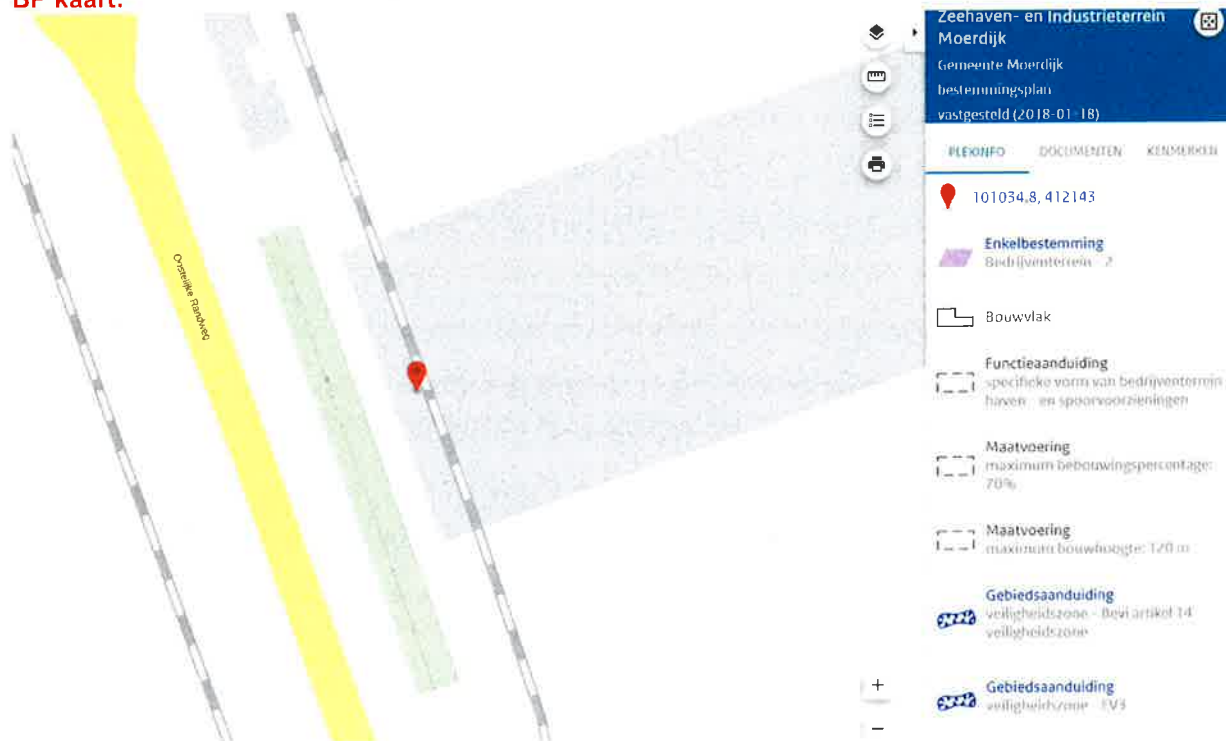 BP kaart:
Oostelijke Randweg
Zeehaven- en Industrieterrein
Moerdijk
Gemeente Moerdijk
bestemmingsplan
vastgesteld (2018-01-18)
PLEKINFO DOCUMENTEN KENMERKEN
101034.8, 412143
Enkelbestemming
Bedrijventerrein - 2
Bouwvlak
Functieaanduiding
specifieke vorm van bedrijventerrein
haven - en spoorvoorzieningen
Maatvoering
maximum bebouwingspercentage:
70%
Maatvoering
maximum bouwhoogte: 120 m
Gebiedsaanduiding
veiligheidszone - Bevi artikel 14
veiligheidszone
Gebiedsaanduiding
veiligheidszone - EV3
+
−